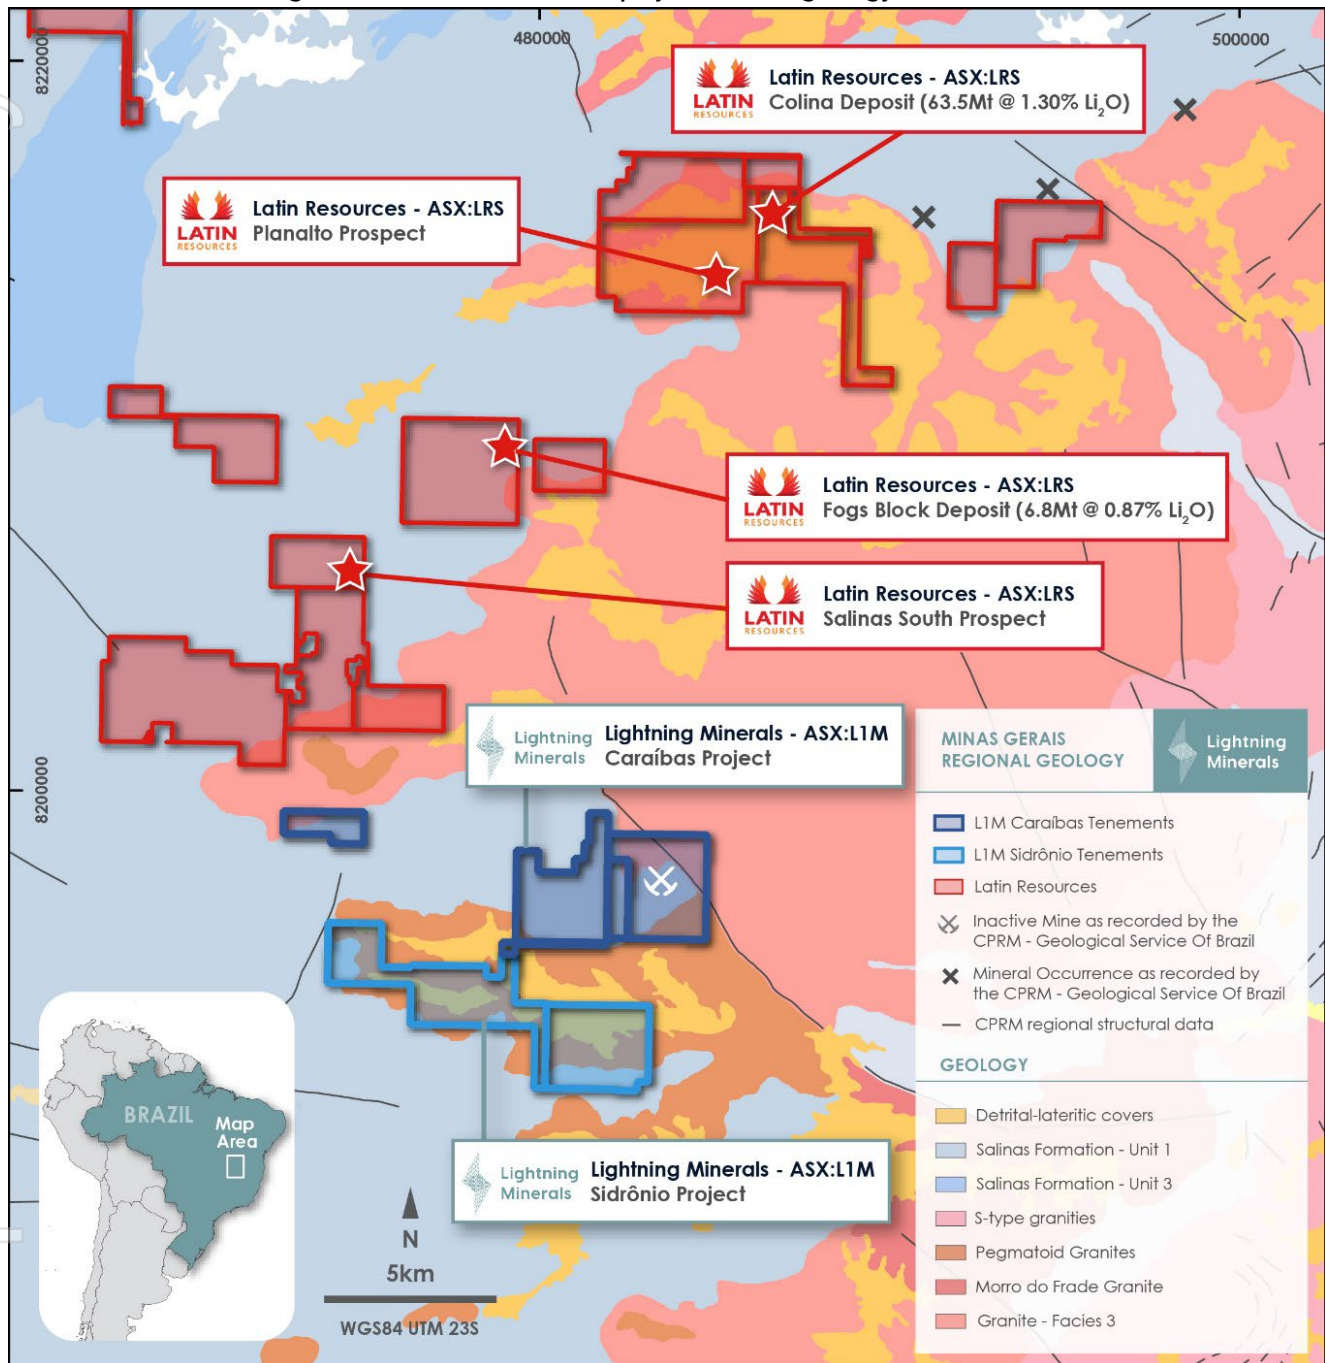 480000
500000
8220000
8200000
LATIN
RESOURCES
Latin Resources - ASX:LRS
Colina Deposit (63.5Mt @ 1.30% Li₂O)
LATIN
RESOURCES
Latin Resources - ASX:LRS
Planalto Prospect
LATIN
RESOURCES
Latin Resources - ASX:LRS
Fogs Block Deposit (6.8Mt @ 0.87% Li₂O)
LATIN
RESOURCES
Latin Resources - ASX:LRS
Salinas South Prospect
Lightning
Minerals
Lightning Minerals - ASX:L1M
Caraíbas Project
Lightning
Minerals
Lightning Minerals - ASX:L1M
Sidrônio Project
MINAS GERAIS
REGIONAL GEOLOGY
Lightning
Minerals
L1M Caraíbas Tenements
L1M Sidrônio Tenements
Latin Resources
Inactive Mine as recorded by the
CPRM - Geological Service Of Brazil
Mineral Occurrence as recorded by
the CPRM - Geological Service Of Brazil
CPRM regional structural data
GEOLOGY
Detrital-lateritic covers
Salinas Formation - Unit 1
Salinas Formation - Unit 3
S-type granities
Pegmatoid Granites
Morro do Frade Granite
Granite - Facies 3
BRAZIL
Map
Area
N
5km
WGS84 UTM 23S